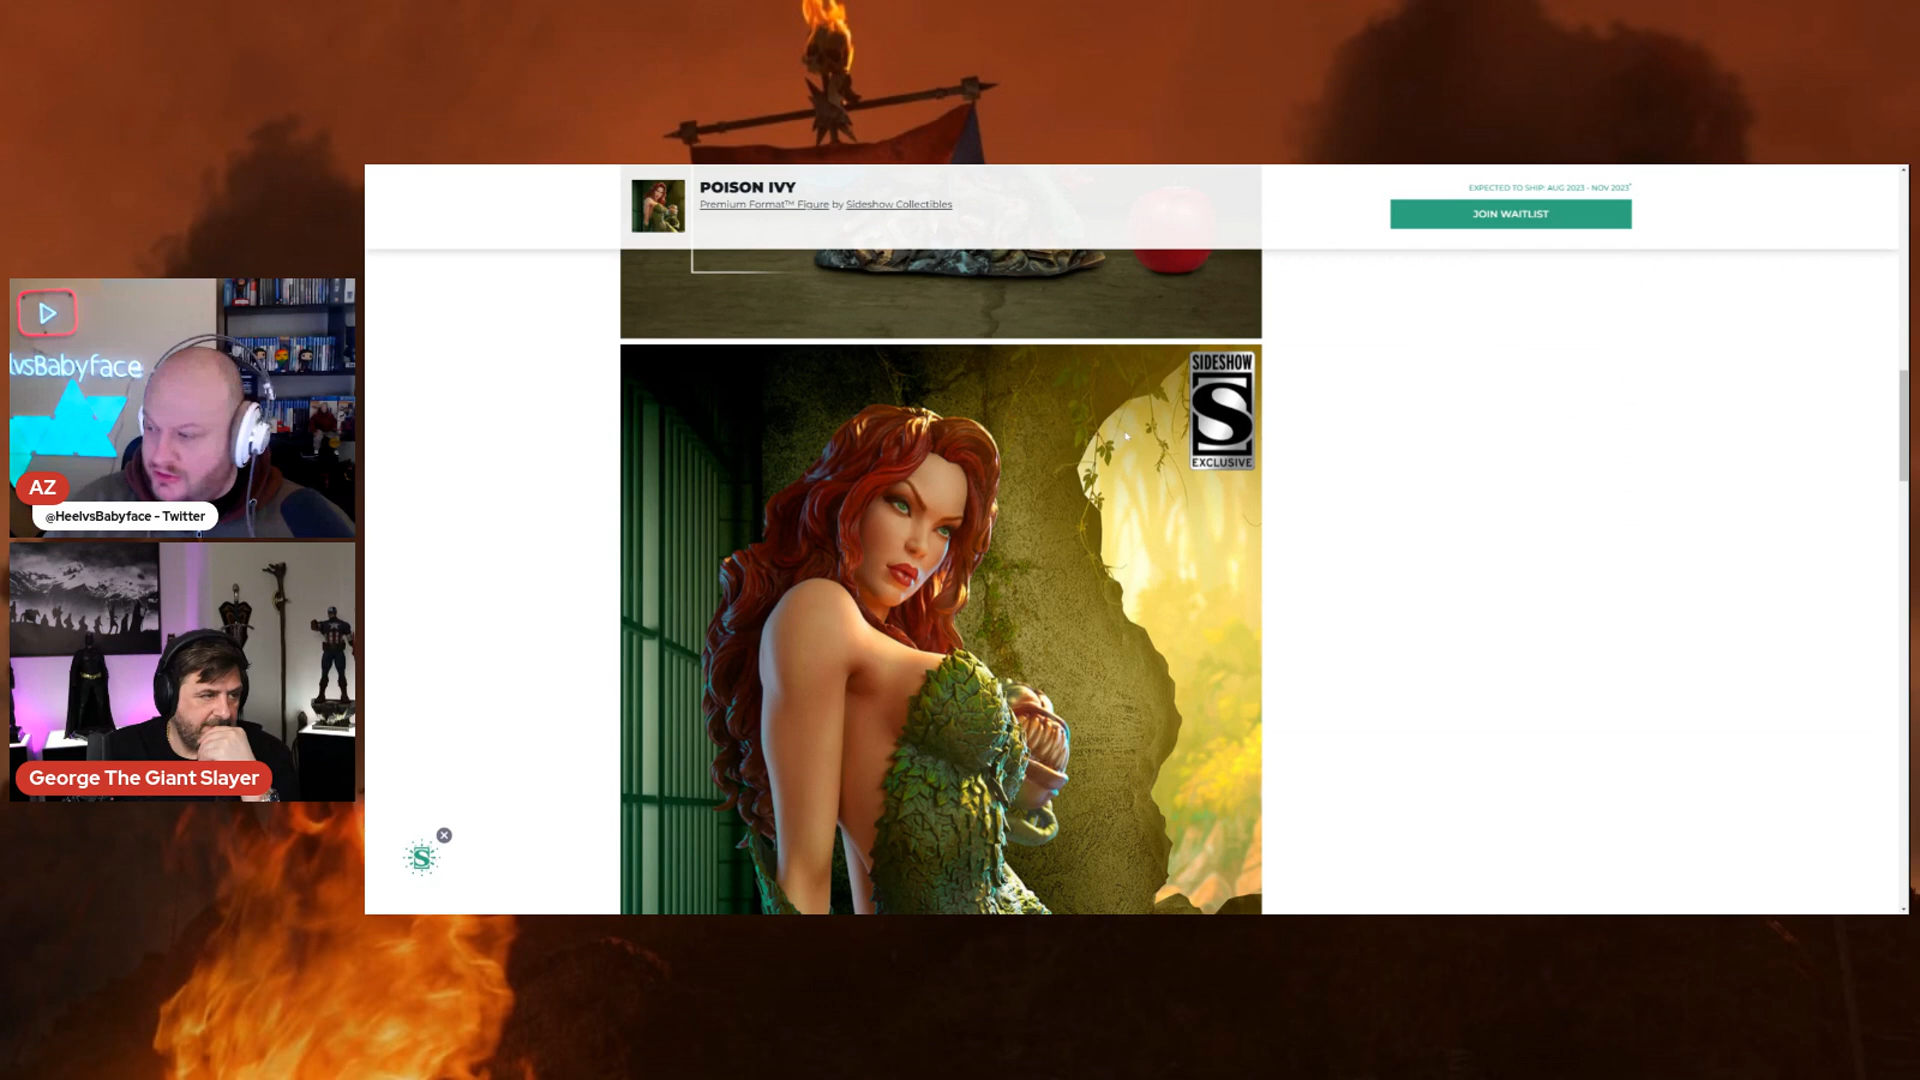 POISON IVY
Premium Format™ Figure by Sideshow Collectibles
EXPECTED TO SHIP: AUG 2023 - NOV 2023*
JOIN WAITLIST
SIDESHOW
S
EXCLUSIVE
lvsBabyface
AZ
@HeelvsBabyface - Twitter
George The Giant Slayer
S